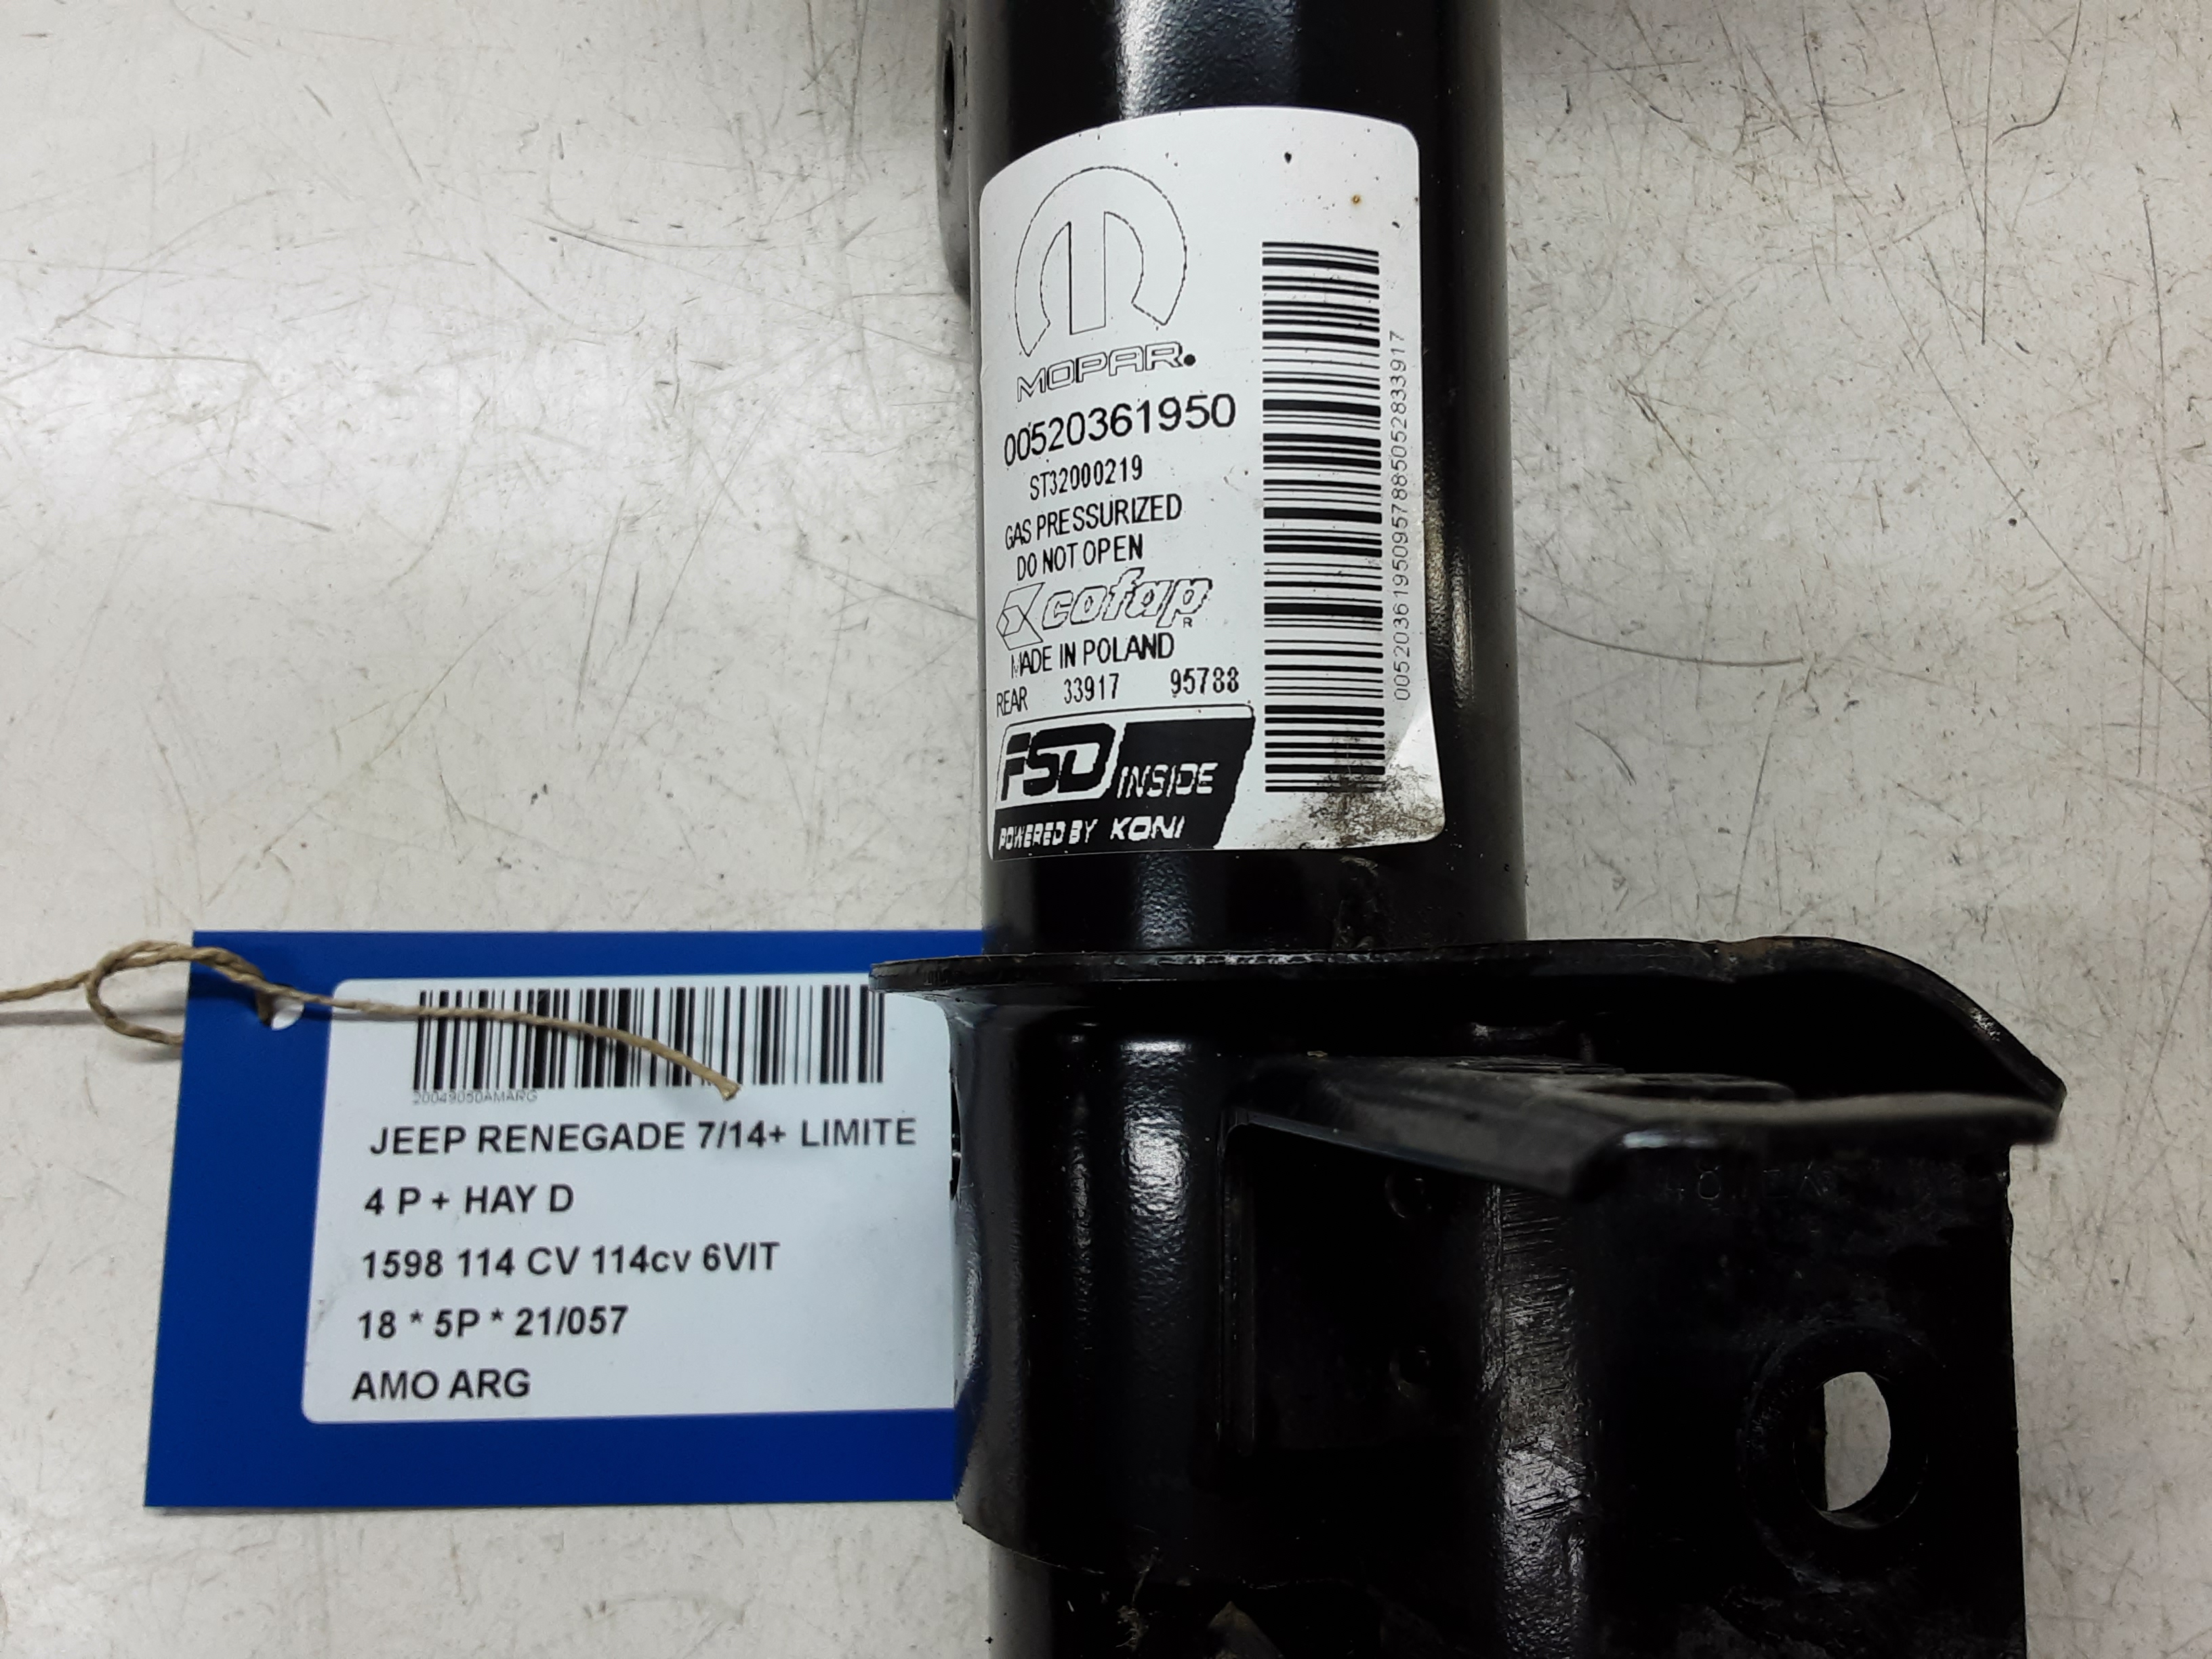 MOPAR.
00520361950
ST32000219
GAS PRESSURIZED
DO NOT OPEN
cofap
R
MADE IN POLAND
REAR 33917 95788
FSD INSIDE
POWERED BY KONI
00520361950957885052833917
20049050AMARG
JEEP RENEGADE 7/14+ LIMITE
4 P + HAY D
1598 114 CV 114cv 6VIT
18 * 5P * 21/057
AMO ARG